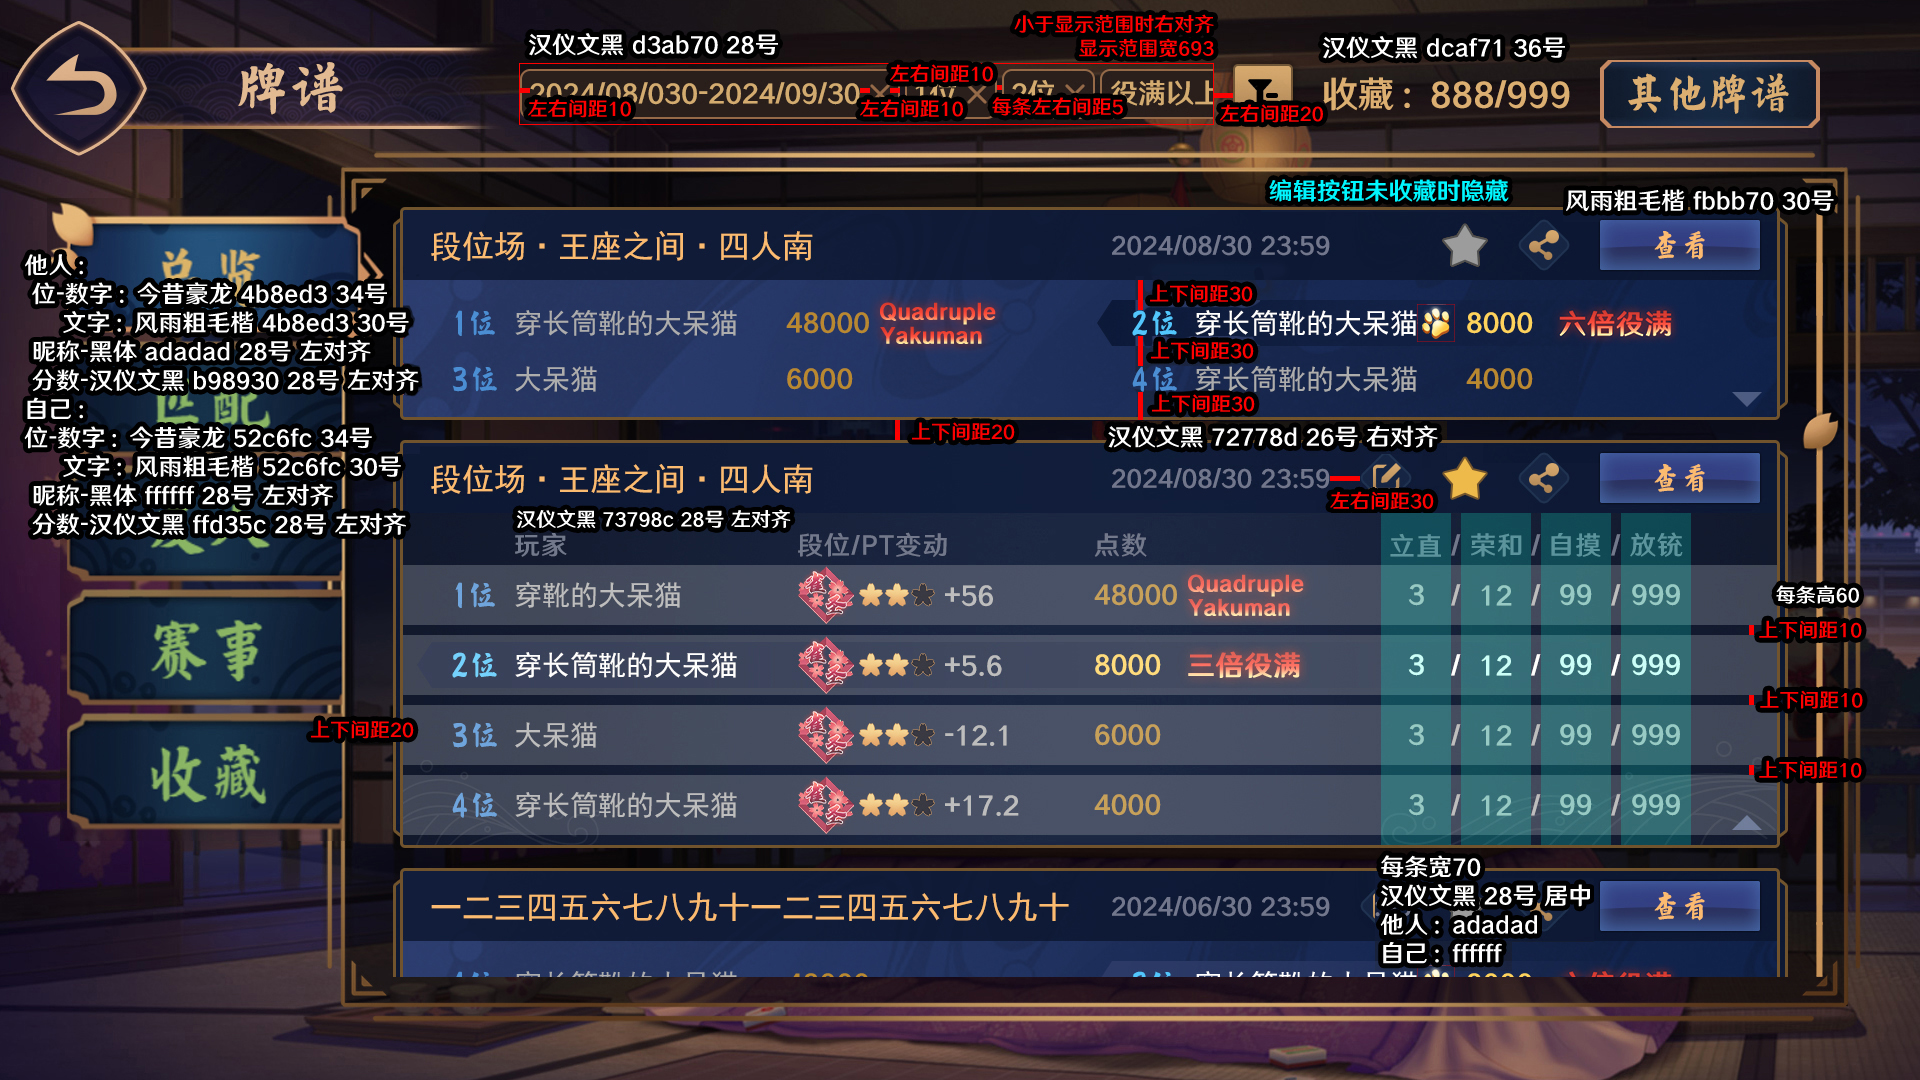 汉仪文黑 d3ab70 28号
小于显示范围时右对齐
显示范围宽693
汉仪文黑 dcaf71 36号
牌谱
2024/08/030-2024/09/30
左右间距10
1位
2位
役满以上
左右间距10
左右间距10
每条左右间距5
左右间距20
收藏：888/999
其他牌谱
编辑按钮未收藏时隐藏
风雨粗毛楷 fbbb70 30号
总览
匹配
赛事
收藏
他人：
位-数字：今昔豪龙 4b8ed3 34号
文字：风雨粗毛楷 4b8ed3 30号
昵称-黑体 adadad 28号 左对齐
分数-汉仪文黑 b98930 28号 左对齐
自己：
位-数字：今昔豪龙 52c6fc 34号
文字：风雨粗毛楷 52c6fc 30号
昵称-黑体 ffffff 28号 左对齐
分数-汉仪文黑 ffd35c 28号 左对齐
上下间距20
段位场·王座之间·四人南
2024/08/30 23:59
查看
上下间距30
1位 穿长筒靴的大呆猫 48000 Quadruple
Yakuman
2位 穿长筒靴的大呆猫 8000 六倍役满
上下间距30
3位 大呆猫 6000
4位 穿长筒靴的大呆猫 4000
上下间距30
上下间距20
汉仪文黑 72778d 26号 右对齐
段位场·王座之间·四人南
2024/08/30 23:59
左右间距30
查看
汉仪文黑 73798c 28号 左对齐
玩家 段位/PT变动 点数 立直 / 荣和 / 自摸 / 放铳
1位 穿靴的大呆猫 +56 48000 Quadruple
Yakuman
3 / 12 / 99 / 999
每条高60
上下间距10
2位 穿长筒靴的大呆猫 +5.6 8000 三倍役满 3 / 12 / 99 / 999
上下间距10
3位 大呆猫 -12.1 6000 3 / 12 / 99 / 999
上下间距10
4位 穿长筒靴的大呆猫 +17.2 4000 3 / 12 / 99 / 999
每条宽70
汉仪文黑 28号 居中
他人：adadad
自己：ffffff
一二三四五六七八九十一二三四五六七八九十
2024/06/30 23:59
查看